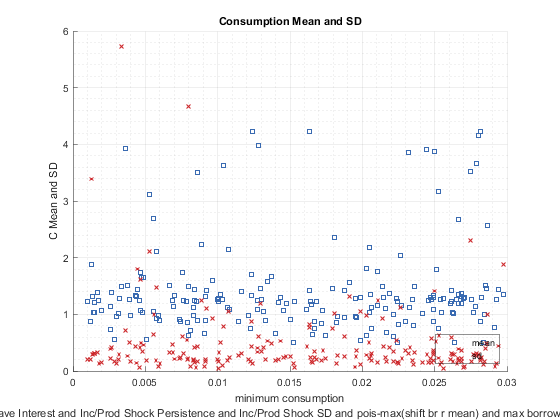 Consumption Mean and SD
C Mean and SD
6
5
4
3
2
1
0
0
0.005
0.01
0.015
0.02
0.025
0.03
mean
minimum consumption
ave Interest and Inc/Prod Shock Persistence and Inc/Prod Shock SD and pois-max(shift br r mean) and max borrow